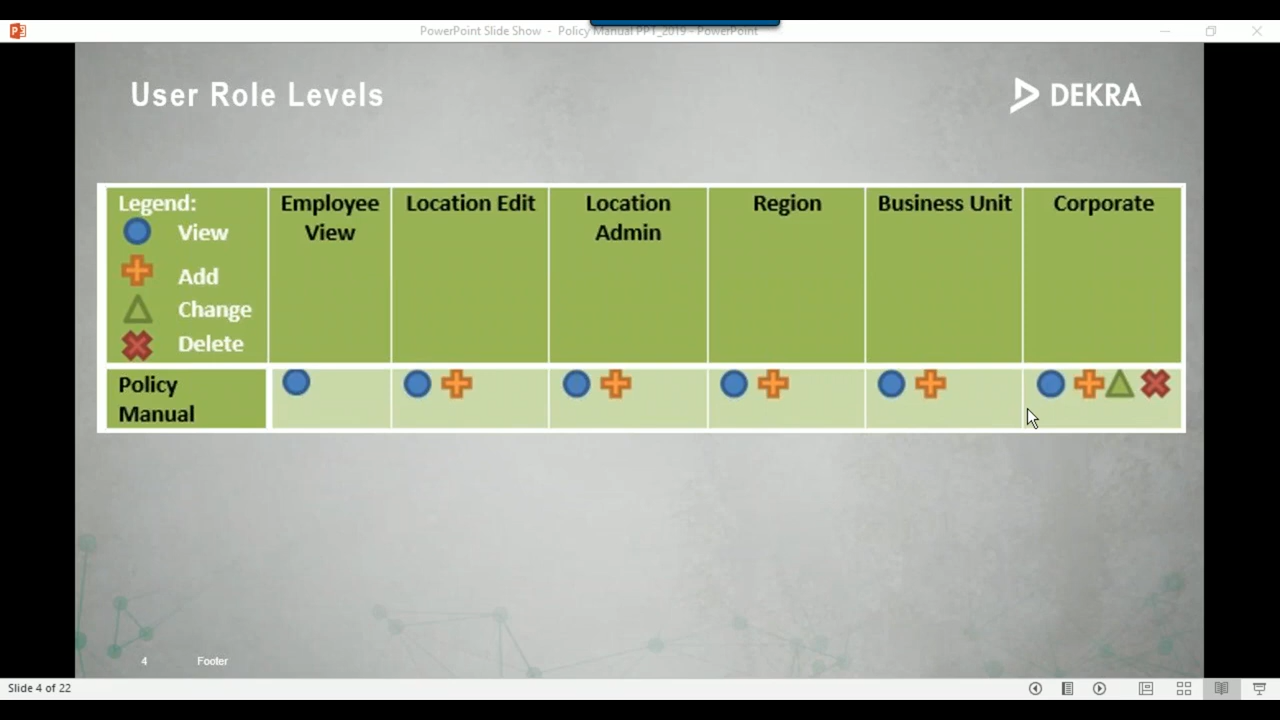 PowerPoint Slide Show - Policy Manual PPT_2019 - PowerPoint
User Role Levels
DEKRA
Legend:
View
Add
Change
Delete
Employee
View
Location Edit
Location
Admin
Region
Business Unit
Corporate
Policy
Manual
4
Footer
Slide 4 of 22